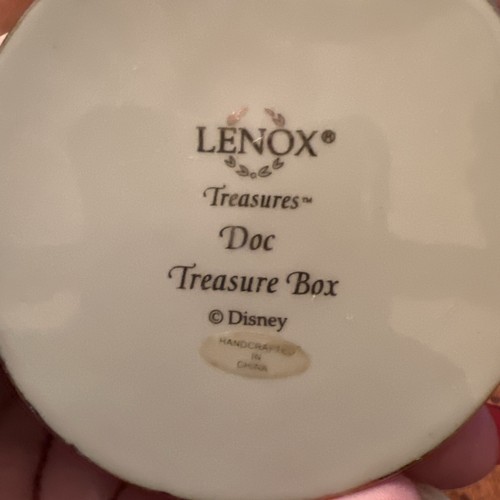 LENOX®
Treasures™
Doc
Treasure Box
© Disney
HANDCRAFTED
IN
CHINA